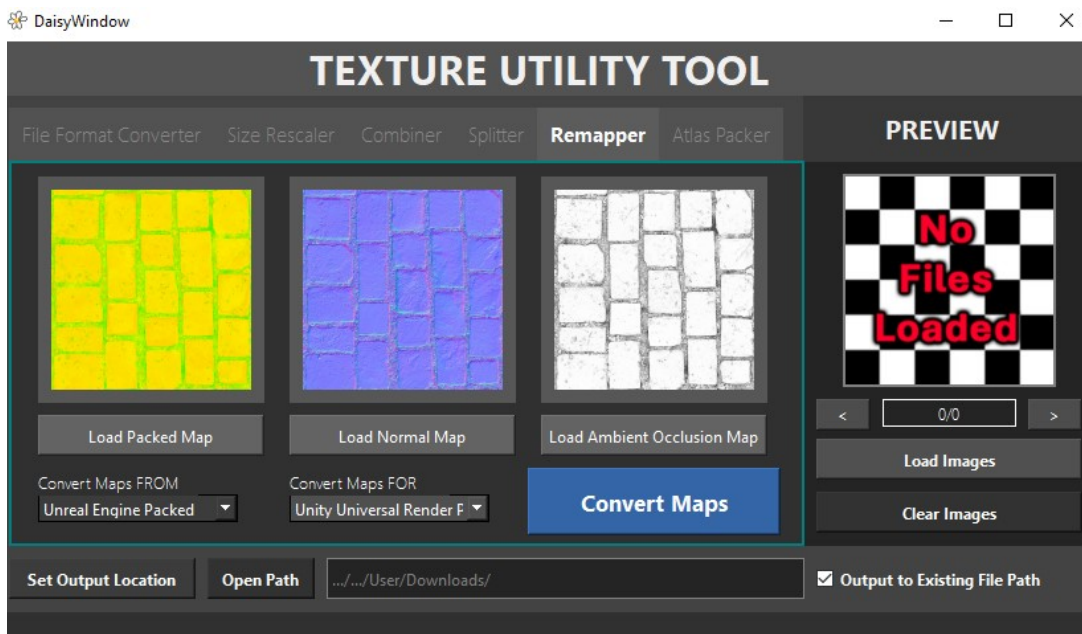 DaisyWindow
TEXTURE UTILITY TOOL
File Format Converter
Size Rescaler
Combiner
Splitter
Remapper
Atlas Packer
PREVIEW
No
Files
Loaded
Load Packed Map
Load Normal Map
Load Ambient Occlusion Map
< 0/0 >
Load Images
Convert Maps FROM
Unreal Engine Packed
Convert Maps FOR
Unity Universal Render P
Convert Maps
Clear Images
Set Output Location
Open Path
.../.../User/Downloads/
Output to Existing File Path